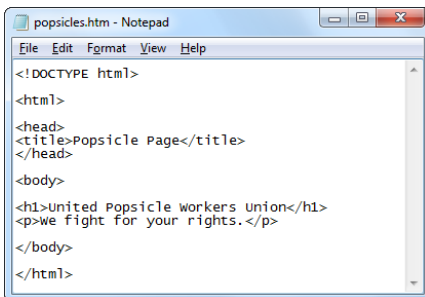 popsicles.htm - Notepad
File Edit Format View Help
<!DOCTYPE html>
<html>
<head>
<title>Popsicle Page</title>
</head>
<body>
<h1>United Popsicle Workers Union</h1>
<p>We fight for your rights.</p>
</body>
</html>